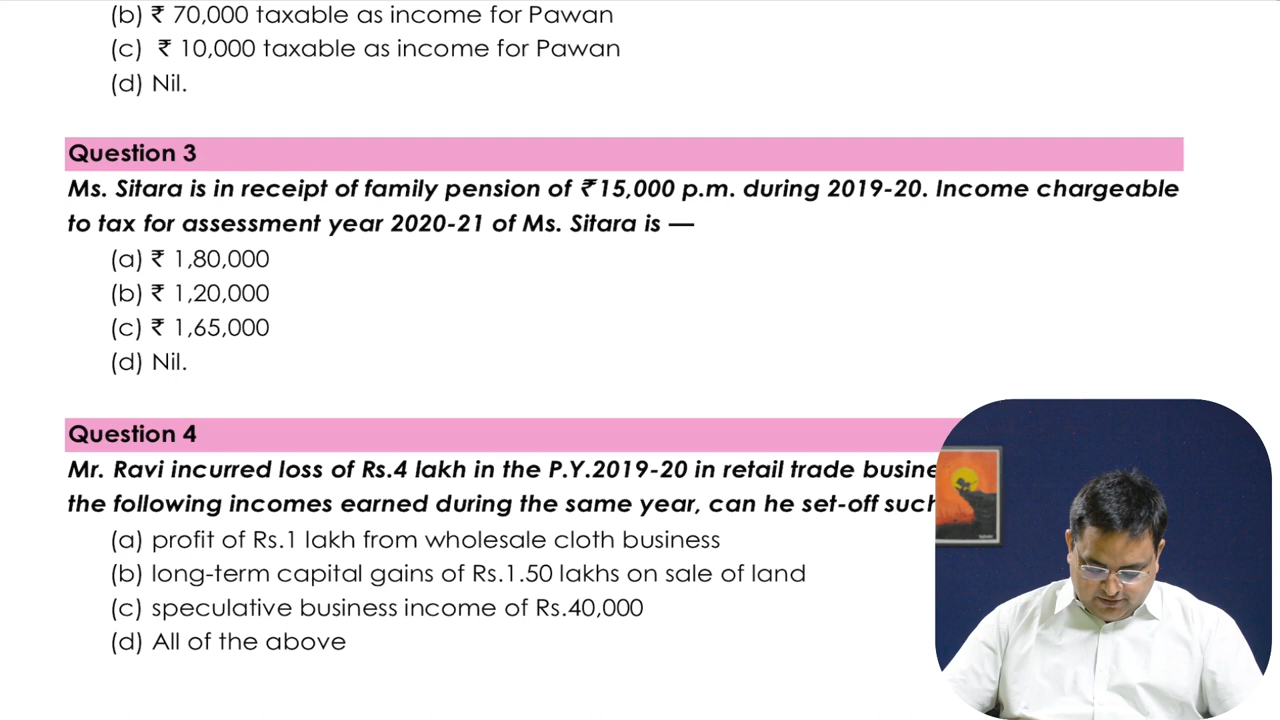 (b) ₹ 70,000 taxable as income for Pawan
(c) ₹ 10,000 taxable as income for Pawan
(d) Nil.
Question 3
Ms. Sitara is in receipt of family pension of ₹15,000 p.m. during 2019-20. Income chargeable
to tax for assessment year 2020-21 of Ms. Sitara is —
(a) ₹ 1,80,000
(b) ₹ 1,20,000
(c) ₹ 1,65,000
(d) Nil.
Question 4
Mr. Ravi incurred loss of Rs.4 lakh in the P.Y.2019-20 in retail trade
the following incomes earned during the same year, can he set-off such
(a) profit of Rs.1 lakh from wholesale cloth business
(b) long-term capital gains of Rs.1.50 lakhs on sale of land
(c) speculative business income of Rs.40,000
(d) All of the above